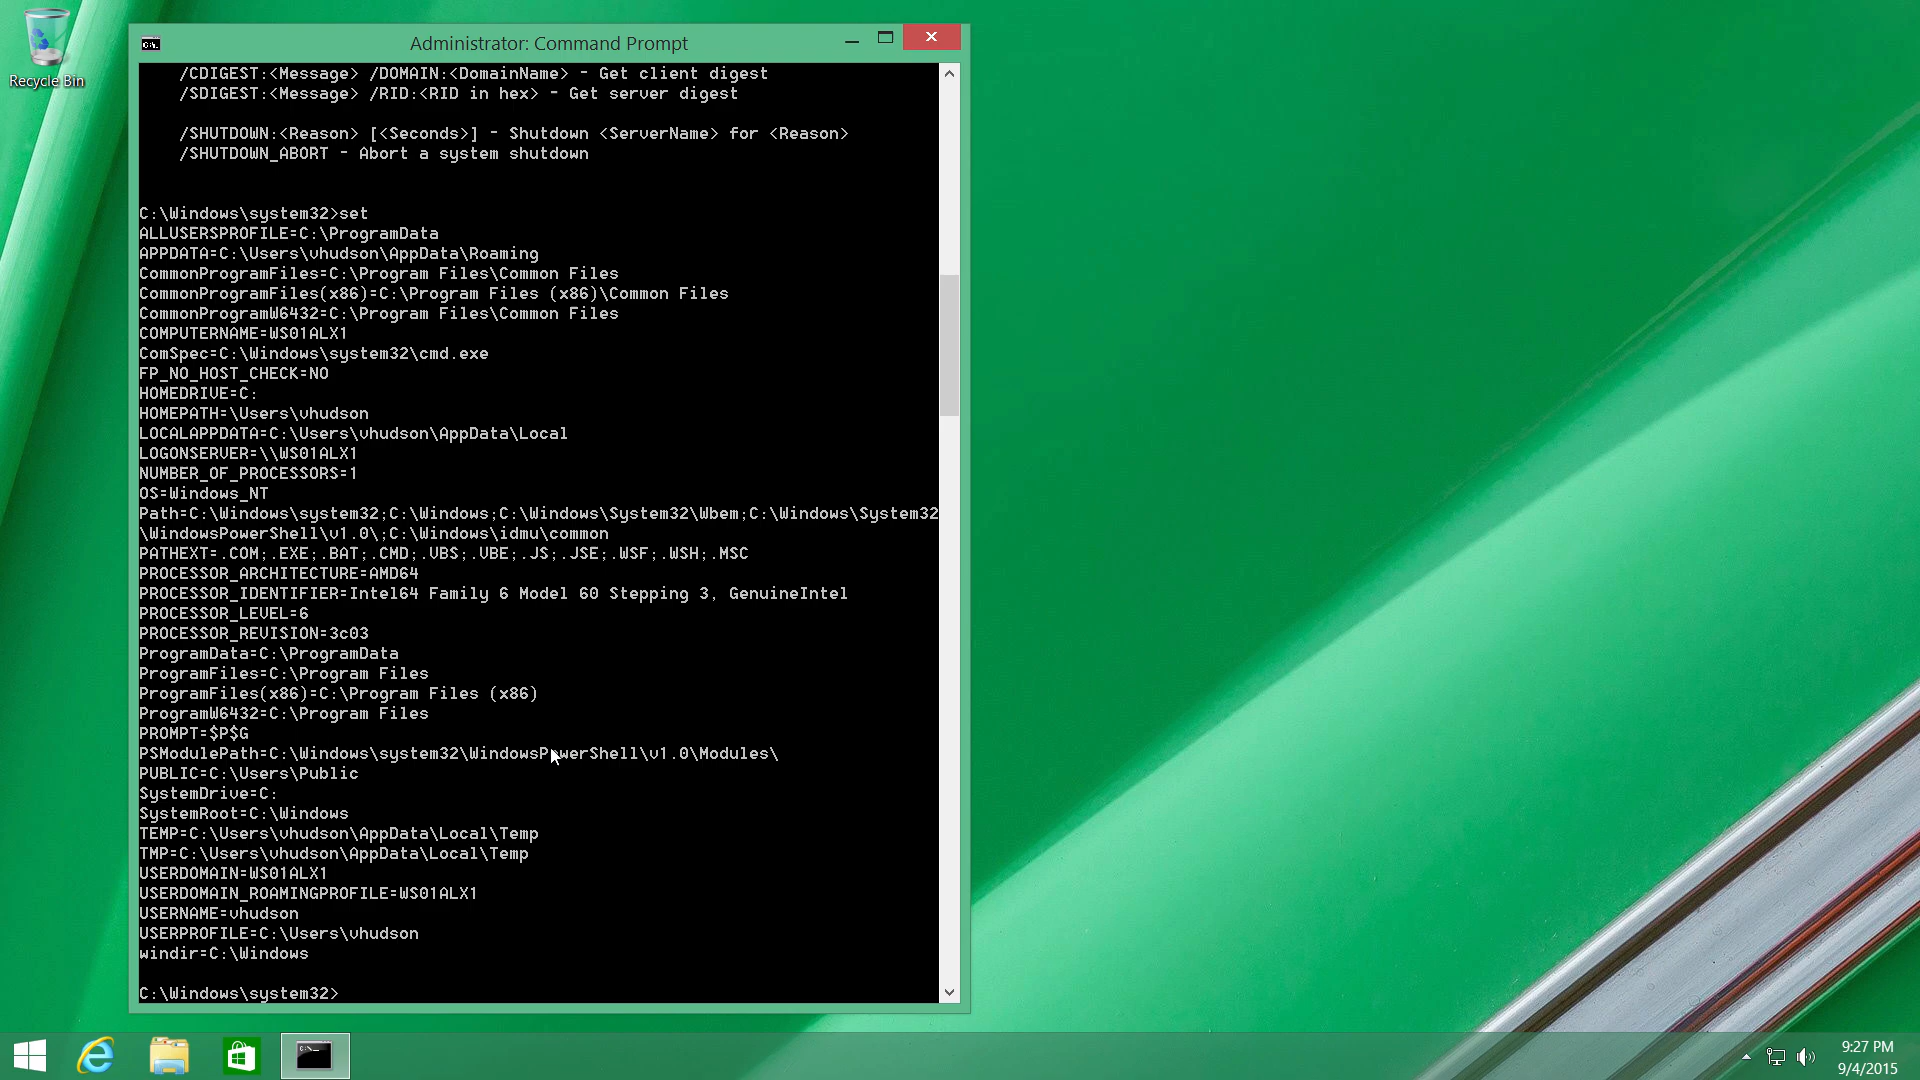 Recycle Bin
Administrator: Command Prompt
/CDIGEST:<Message> /DOMAIN:<DomainName> - Get client digest
/SDIGEST:<Message> /RID:<RID in hex> - Get server digest
/SHUTDOWN:<Reason> [<Seconds>] - Shutdown <ServerName> for <Reason>
/SHUTDOWN_ABORT - Abort a system shutdown
C:\Windows\system32>set
ALLUSERSPROFILE=C:\ProgramData
APPDATA=C:\Users\vhudson\AppData\Roaming
CommonProgramFiles=C:\Program Files\Common Files
CommonProgramFiles(x86)=C:\Program Files (x86)\Common Files
CommonProgramW6432=C:\Program Files\Common Files
COMPUTERNAME=WS01ALX1
ComSpec=C:\Windows\system32\cmd.exe
FP_NO_HOST_CHECK=NO
HOMEDRIVE=C:
HOMEPATH=\Users\vhudson
LOCALAPPDATA=C:\Users\vhudson\AppData\Local
LOGONSERVER=\\WS01ALX1
NUMBER_OF_PROCESSORS=1
OS=Windows_NT
Path=C:\Windows\system32;C:\Windows;C:\Windows\System32\Wbem;C:\Windows\System32
\WindowsPowerShell\v1.0\;C:\Windows\idmu\common
PATHEXT=.COM;.EXE;.BAT;.CMD;.VBS;.VBE;.JS;.JSE;.WSF;.WSH;.MSC
PROCESSOR_ARCHITECTURE=AMD64
PROCESSOR_IDENTIFIER=Intel64 Family 6 Model 60 Stepping 3, GenuineIntel
PROCESSOR_LEVEL=6
PROCESSOR_REVISION=3c03
ProgramData=C:\ProgramData
ProgramFiles=C:\Program Files
ProgramFiles(x86)=C:\Program Files (x86)
ProgramW6432=C:\Program Files
PROMPT=$P$G
PSModulePath=C:\Windows\system32\WindowsPowerShell\v1.0\Modules\
PUBLIC=C:\Users\Public
SystemDrive=C:
SystemRoot=C:\Windows
TEMP=C:\Users\vhudson\AppData\Local\Temp
TMP=C:\Users\vhudson\AppData\Local\Temp
USERDOMAIN=WS01ALX1
USERDOMAIN_ROAMINGPROFILE=WS01ALX1
USERNAME=vhudson
USERPROFILE=C:\Users\vhudson
windir=C:\Windows
C:\Windows\system32>
9:27 PM
9/4/2015